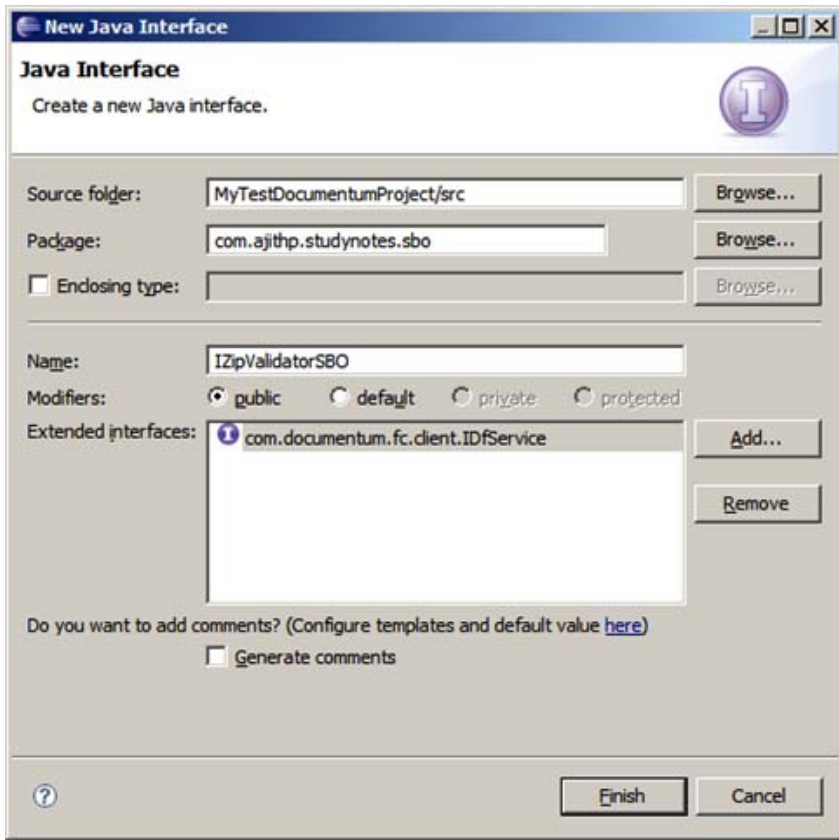 New Java Interface
Java Interface
Create a new Java interface.
Source folder: MyTestDocumentumProject/src Browse...
Package: com.ajithp.studynotes.sbo Browse...
Enclosing type: Browse...
Name: IZipValidatorSBO
Modifiers: public default private protected
Extended interfaces: com.documentum.fc.client.IDfService Add...
Remove
Do you want to add comments? (Configure templates and default value here)
Generate comments
Finish Cancel